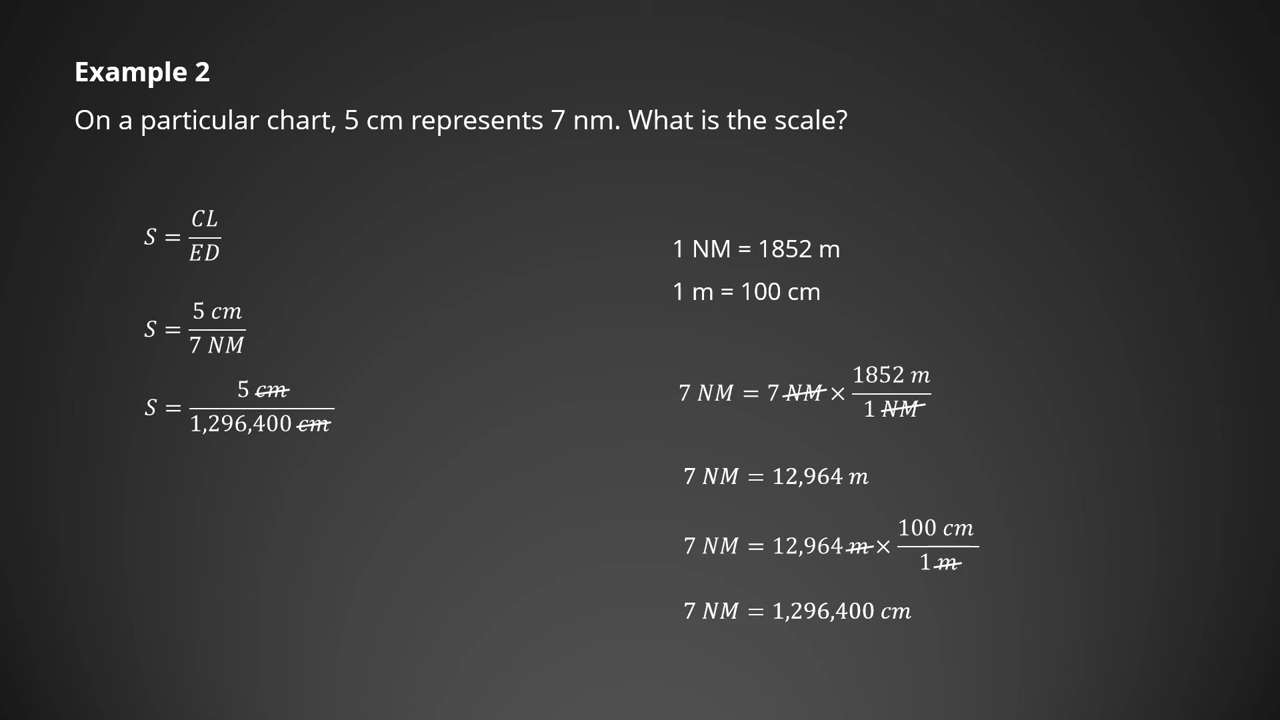 Example 2
On a particular chart, 5 cm represents 7 nm. What is the scale?
S = CL / ED
S = 5 cm / 7 NM
S = 5 cm / 1,296,400 cm
1 NM = 1852 m
1 m = 100 cm
7 NM = 7 NM × 1852 m / 1 NM
7 NM = 12,964 m
7 NM = 12,964 m × 100 cm / 1 m
7 NM = 1,296,400 cm